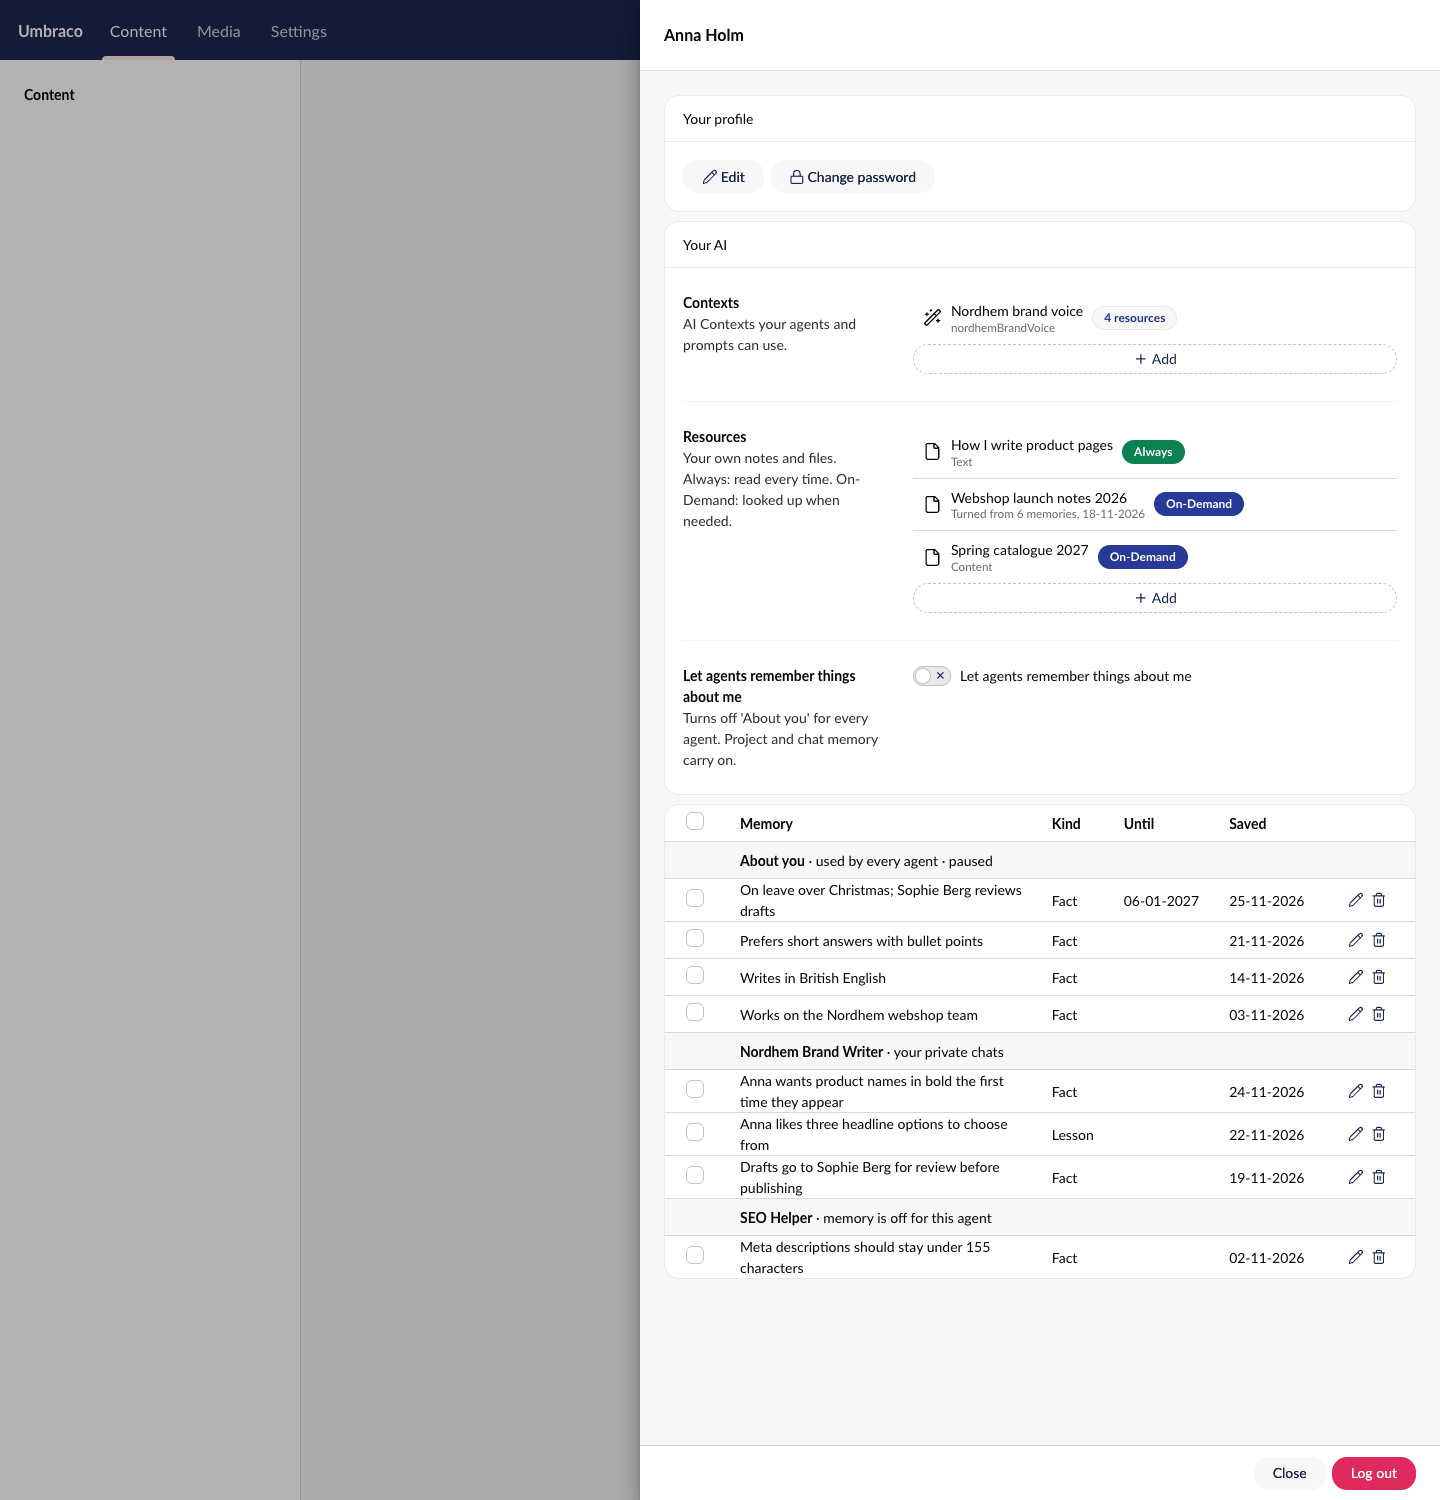 Umbraco Content Media Settings
Content
Anna Holm
Your profile
Edit Change password
Your AI
Contexts
AI Contexts your agents and
prompts can use.
Nordhem brand voice
nordhemBrandVoice
4 resources
+ Add
Resources
Your own notes and files.
Always: read every time. On-
Demand: looked up when
needed.
How I write product pages
Text
Always
Webshop launch notes 2026
Turned from 6 memories, 18-11-2026
On-Demand
Spring catalogue 2027
Content
On-Demand
+ Add
Let agents remember things
about me
Turns off 'About you' for every
agent. Project and chat memory
carry on.
Let agents remember things about me
Memory Kind Until Saved
About you · used by every agent · paused
On leave over Christmas; Sophie Berg reviews
drafts
Fact 06-01-2027 25-11-2026
Prefers short answers with bullet points Fact 21-11-2026
Writes in British English Fact 14-11-2026
Works on the Nordhem webshop team Fact 03-11-2026
Nordhem Brand Writer · your private chats
Anna wants product names in bold the first
time they appear
Fact 24-11-2026
Anna likes three headline options to choose
from
Lesson 22-11-2026
Drafts go to Sophie Berg for review before
publishing
Fact 19-11-2026
SEO Helper · memory is off for this agent
Meta descriptions should stay under 155
characters
Fact 02-11-2026
Close Log out